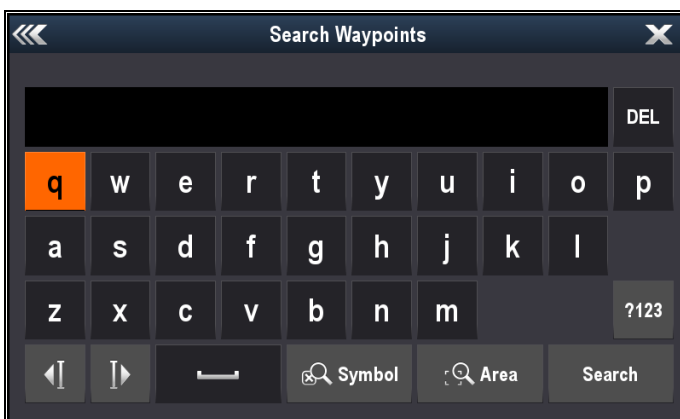 Search Waypoints
DEL
q w e r t y u i o p
a s d f g h j k l
z x c v b n m ?123
Symbol Area Search